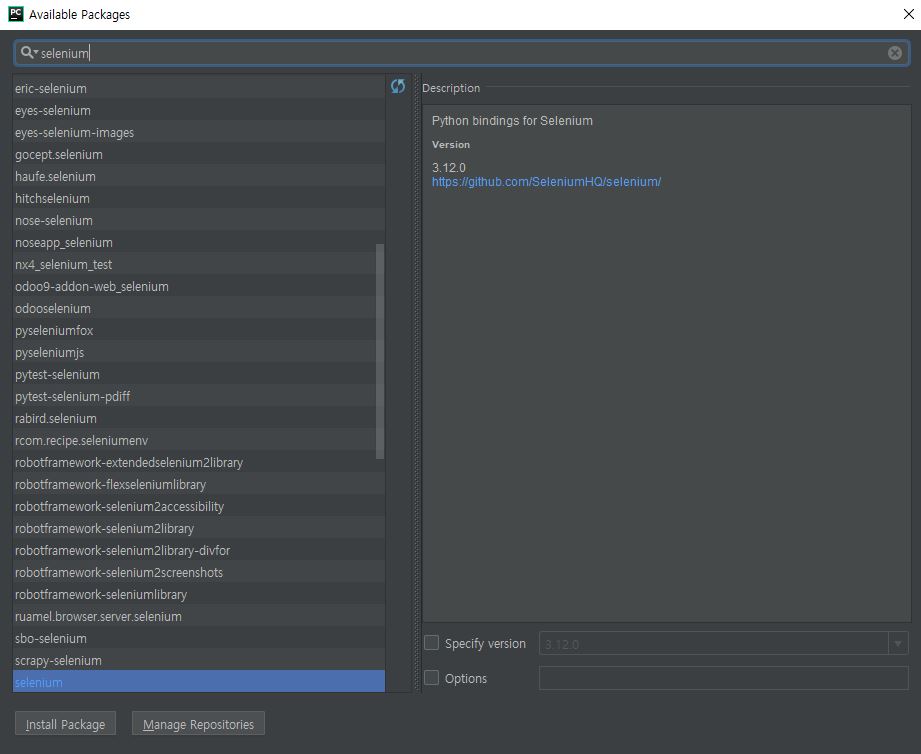 PC
Available Packages
selenium
eric-selenium
eyes-selenium
eyes-selenium-images
gocept.selenium
haufe.selenium
hitchselenium
nose-selenium
noseapp_selenium
nx4_selenium_test
odoo9-addon-web_selenium
odooselenium
pyseleniumfox
pyseleniumjs
pytest-selenium
pytest-selenium-pdiff
rabird.selenium
rcom.recipe.seleniumenv
robotframework-extendedselenium2library
robotframework-flexseleniumlibrary
robotframework-selenium2accessibility
robotframework-selenium2library
robotframework-selenium2library-divfor
robotframework-selenium2screenshots
robotframework-seleniumlibrary
ruamel.browser.server.selenium
sbo-selenium
scrapy-selenium
selenium
Description
Python bindings for Selenium
Version
3.12.0
https://github.com/SeleniumHQ/selenium/
Specify version
3.12.0
Options
Install Package
Manage Repositories